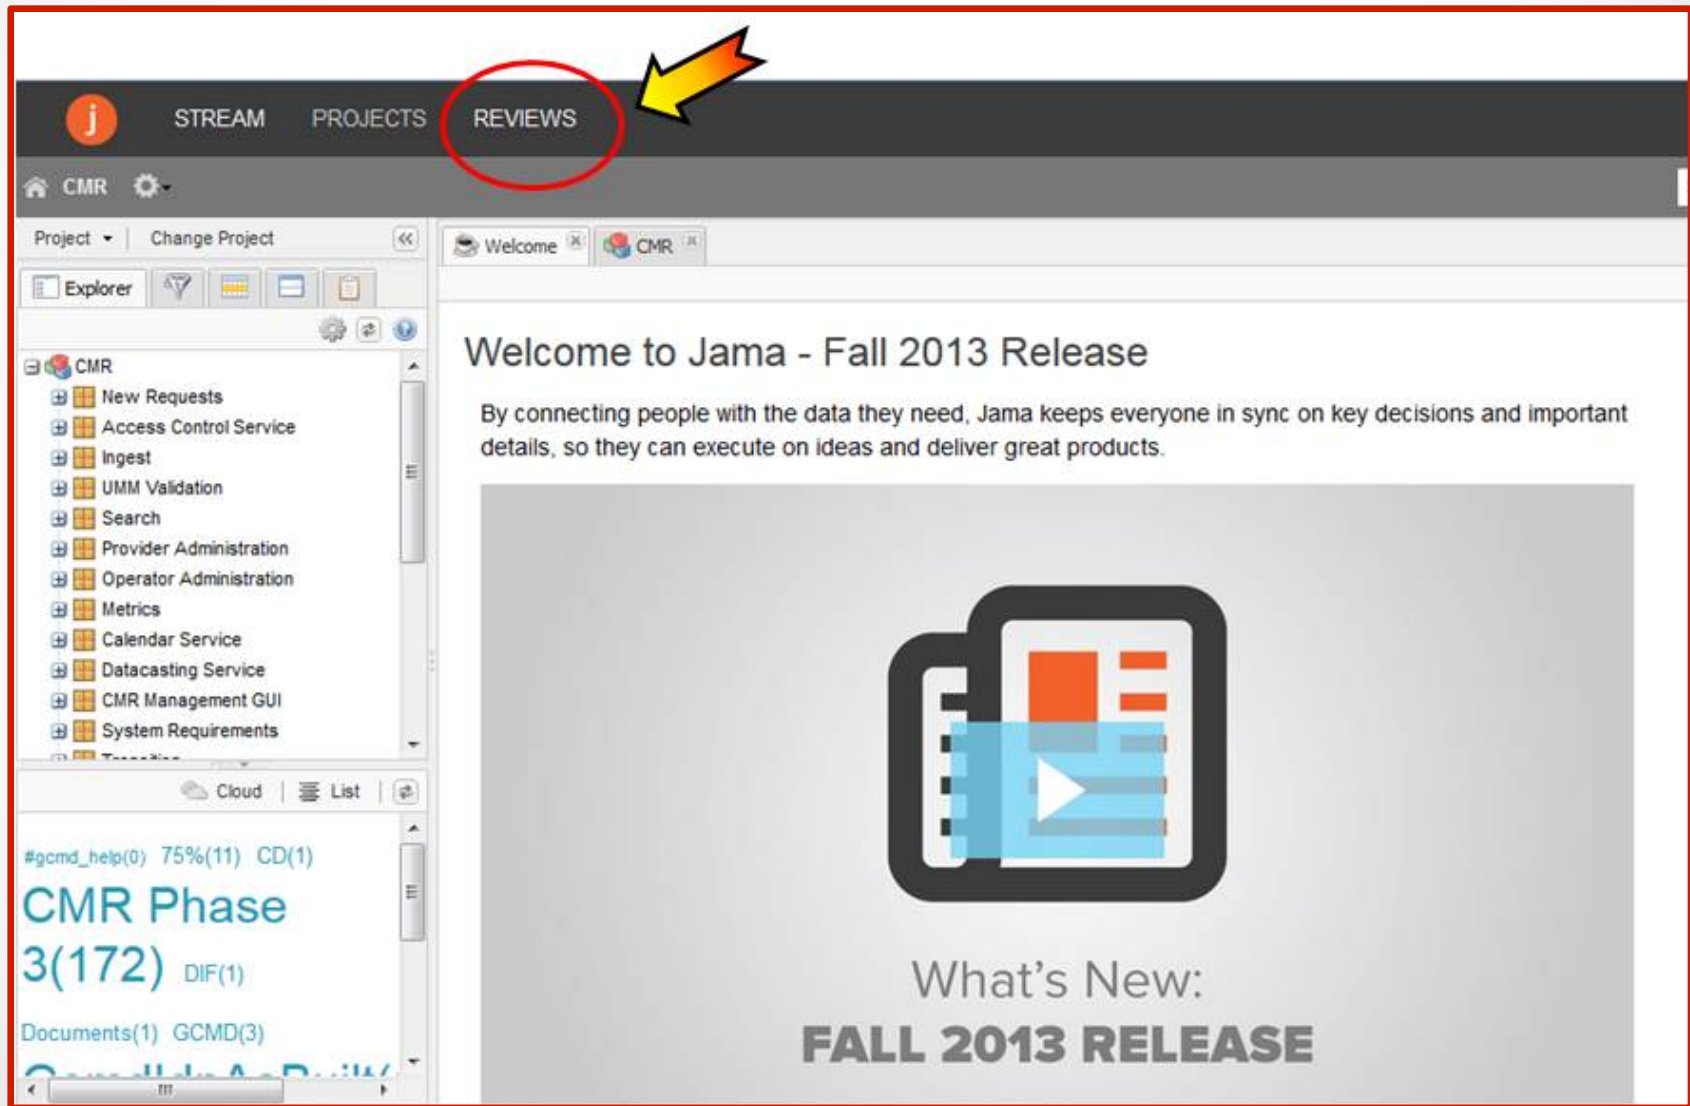 j STREAM PROJECTS REVIEWS
CMR
Project Change Project
Welcome CMR
Explorer
CMR
New Requests
Access Control Service
Ingest
UMM Validation
Search
Provider Administration
Operator Administration
Metrics
Calendar Service
Datacasting Service
CMR Management GUI
System Requirements
Cloud | List
#gcmd_help(0) 75%(11) CD(1)
CMR Phase
3(172) DIF(1)
Documents(1) GCMD(3)
Welcome to Jama - Fall 2013 Release
By connecting people with the data they need, Jama keeps everyone in sync on key decisions and important
details, so they can execute on ideas and deliver great products.
What's New:
FALL 2013 RELEASE